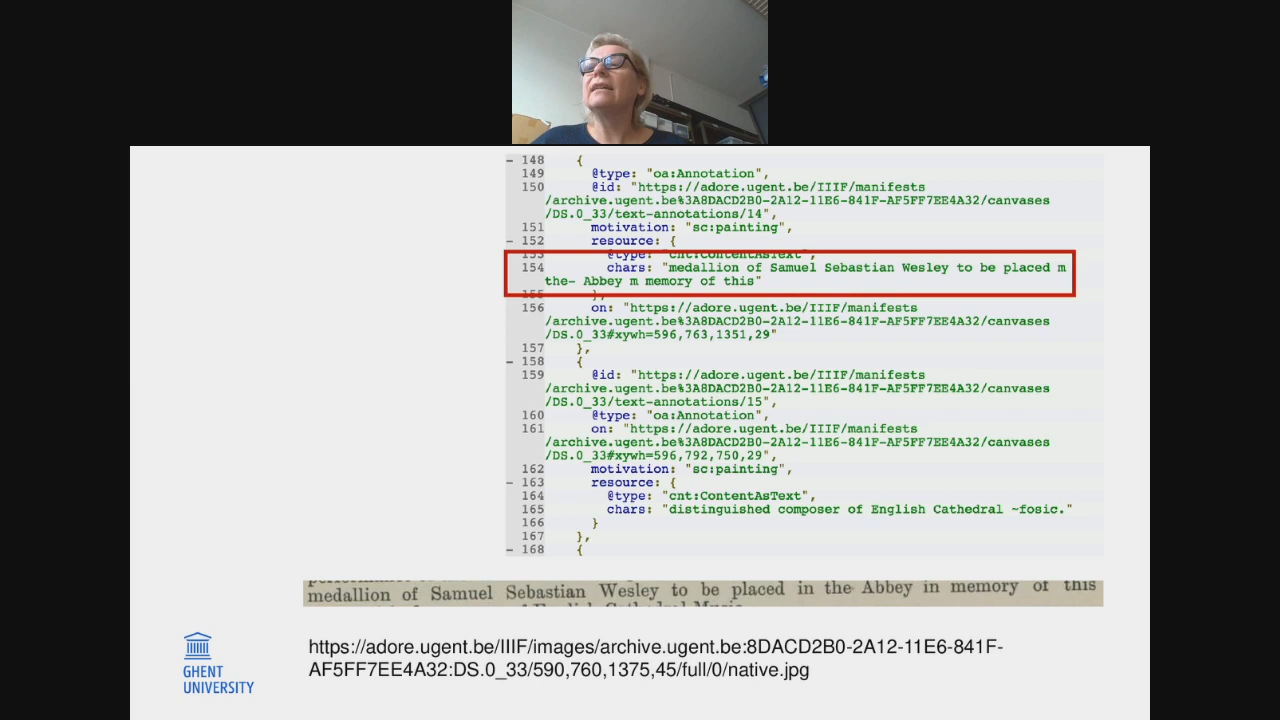 - 148 {
149 @type: "oa:Annotation",
150 @id: "https://adore.ugent.be/IIIF/manifests
/archive.ugent.be%3A8DACD2B0-2A12-11E6-841F-AF5FF7EE4A32/canvases
/DS.0_33/text-annotations/14",
151 motivation: "sc:painting",
- 152 resource: {
153 @type: "cnt:ContentAsText",
154 chars: "medallion of Samuel Sebastian Wesley to be placed m
the- Abbey m memory of this"
155 },
156 on: "https://adore.ugent.be/IIIF/manifests
/archive.ugent.be%3A8DACD2B0-2A12-11E6-841F-AF5FF7EE4A32/canvases
/DS.0_33#xywh=596,763,1351,29"
157 },
- 158 {
159 @id: "https://adore.ugent.be/IIIF/manifests
/archive.ugent.be%3A8DACD2B0-2A12-11E6-841F-AF5FF7EE4A32/canvases
/DS.0_33/text-annotations/15",
160 @type: "oa:Annotation",
161 on: "https://adore.ugent.be/IIIF/manifests
/archive.ugent.be%3A8DACD2B0-2A12-11E6-841F-AF5FF7EE4A32/canvases
/DS.0_33#xywh=596,792,750,29",
162 motivation: "sc:painting",
- 163 resource: {
164 @type: "cnt:ContentAsText",
165 chars: "distinguished composer of English Cathedral ~fosic."
166 }
167 },
- 168 {
medallion of Samuel Sebastian Wesley to be placed in the Abbey in memory of this
of English Cathedral Music
https://adore.ugent.be/IIIF/images/archive.ugent.be:8DACD2B0-2A12-11E6-841F-
AF5FF7EE4A32:DS.0_33/590,760,1375,45/full/0/native.jpg
GHENT
UNIVERSITY